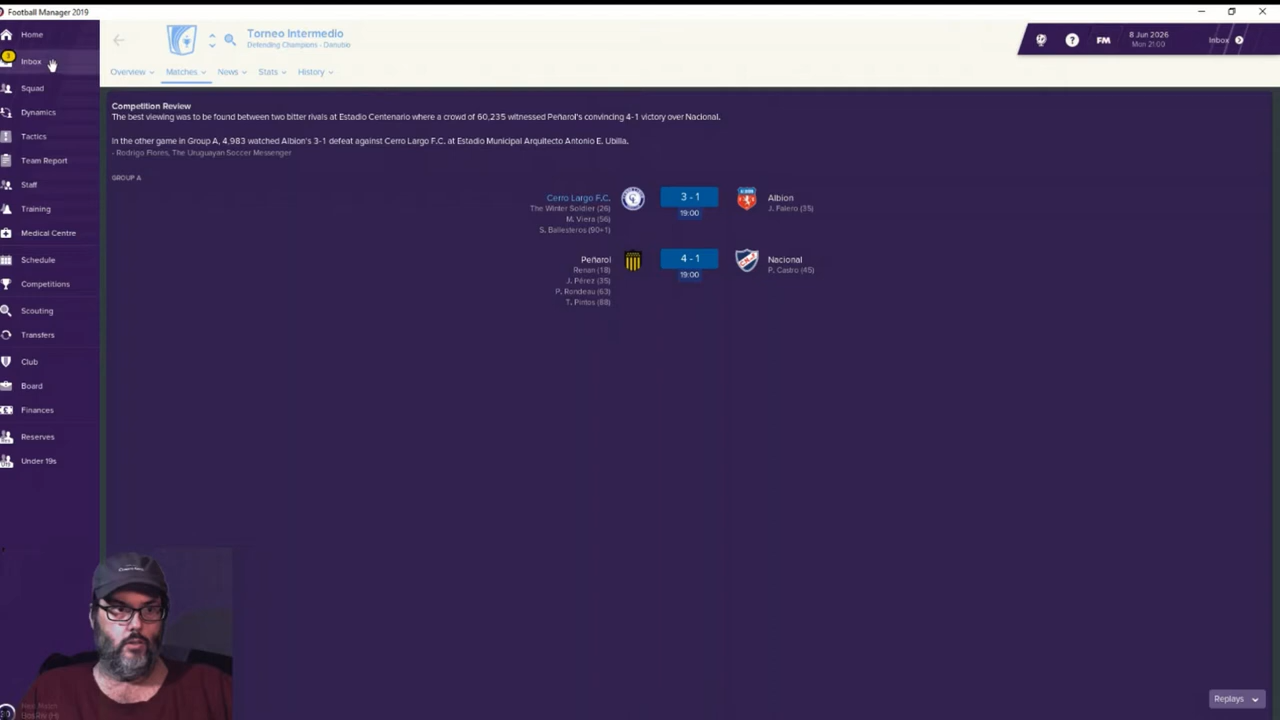 Football Manager 2019
Home
Inbox
Squad
Dynamics
Tactics
Team Report
Staff
Training
Medical Centre
Schedule
Competitions
Scouting
Transfers
Club
Board
Finances
Reserves
Under 19s
Torneo Intermedio
Defending Champions - Danubio
Overview
Matches
News
Stats
History
FM
8 Jun 2026
Mon 21:00
Inbox
Competition Review
The best viewing was to be found between two bitter rivals at Estadio Centenario where a crowd of 60,235 witnessed Peñarol's convincing 4-1 victory over Nacional.
In the other game in Group A, 4,983 watched Albion's 3-1 defeat against Cerro Largo F.C. at Estadio Municipal Arquitecto Antonio E. Ubilla.
- Rodrigo Flores, The Uruguayan Soccer Messenger
GROUP A
Cerro Largo F.C. 3 - 1 Albion
The Winter Soldier (26) 19:00 J. Falero (35)
M. Viera (56)
S. Ballesteros (90+1)
Peñarol 4 - 1 Nacional
Renan (18) 19:00 P. Castro (45)
J. Pérez (35)
P. Rondeau (63)
T. Pintos (88)
Next Match
Replays